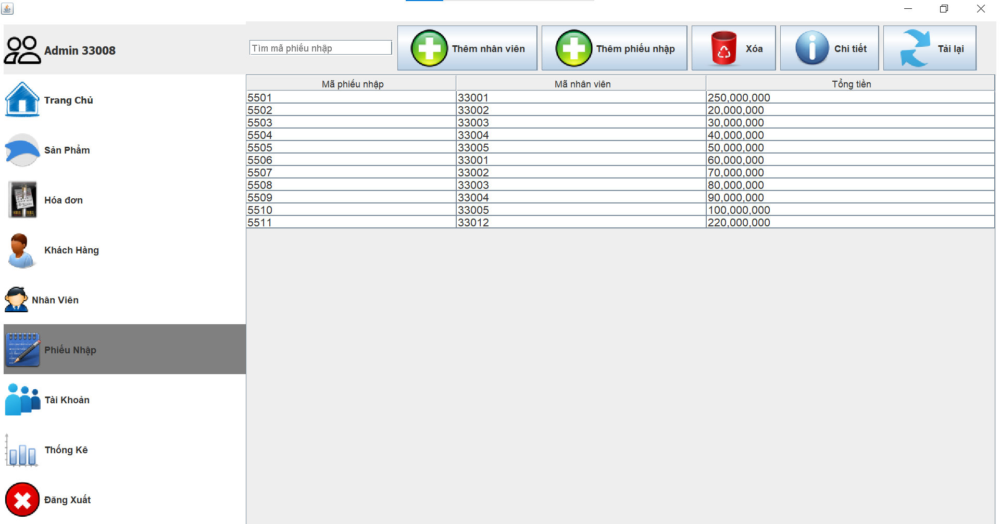 Admin 33008
Tìm mã phiếu nhập
Thêm nhân viên
Thêm phiếu nhập
Xóa
Chi tiết
Tải lại
Trang Chủ
Sản Phẩm
Hóa đơn
Khách Hàng
Nhân Viên
Phiếu Nhập
Tài Khoản
Thống Kê
Đăng Xuất
Mã phiếu nhập Mã nhân viên Tổng tiền
5501 33001 250,000,000
5502 33002 20,000,000
5503 33003 30,000,000
5504 33004 40,000,000
5505 33005 50,000,000
5506 33001 60,000,000
5507 33002 70,000,000
5508 33003 80,000,000
5509 33004 90,000,000
5510 33005 100,000,000
5511 33012 220,000,000